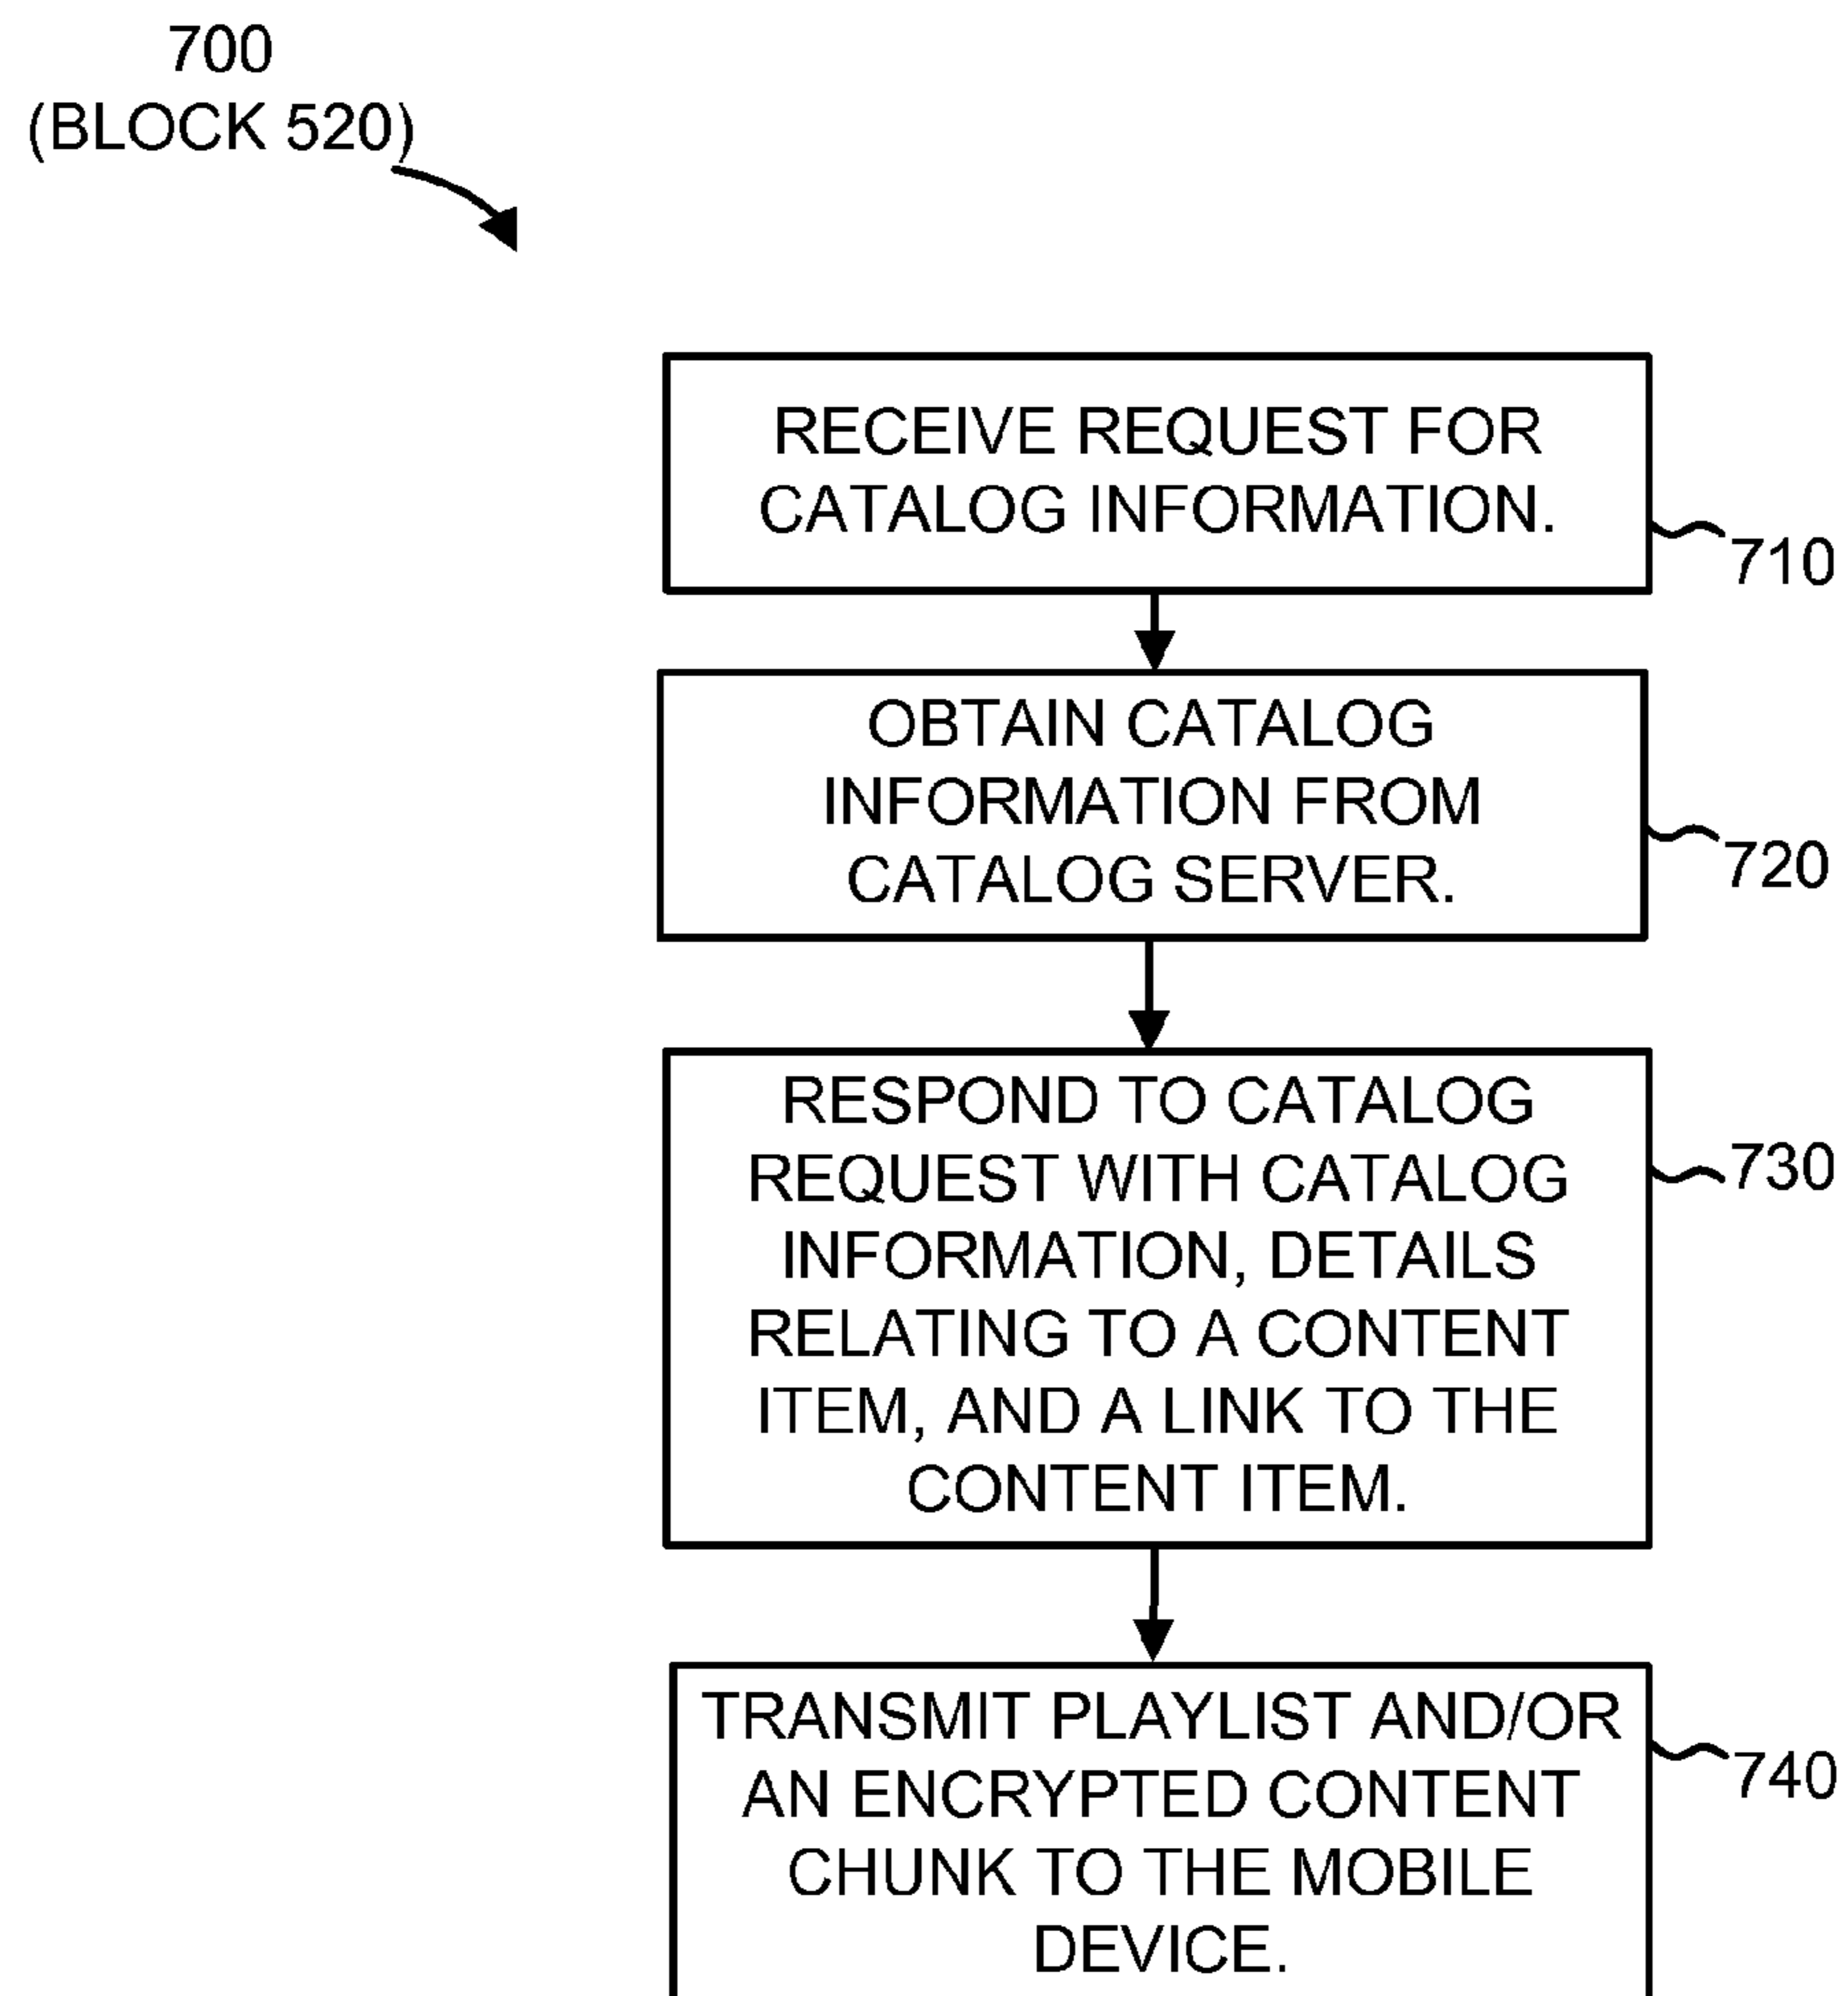 700
(BLOCK 520)
RECEIVE REQUEST FOR
CATALOG INFORMATION.
710
OBTAIN CATALOG
INFORMATION FROM
CATALOG SERVER.
720
RESPOND TO CATALOG
REQUEST WITH CATALOG
INFORMATION, DETAILS
RELATING TO A CONTENT
ITEM, AND A LINK TO THE
CONTENT ITEM.
730
TRANSMIT PLAYLIST AND/OR
AN ENCRYPTED CONTENT
CHUNK TO THE MOBILE
DEVICE.
740